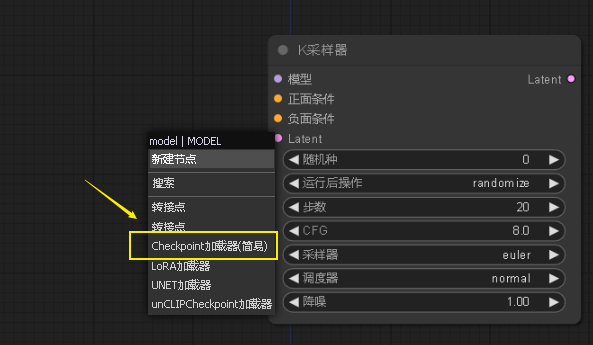 K采样器
模型
Latent
正面条件
负面条件
Latent
随机种 0
运行后操作 randomize
步数 20
CFG 8.0
采样器 euler
调度器 normal
降噪 1.00
model | MODEL
新建节点
搜索
转接点
转接点
Checkpoint加载器(简易)
LoRA加载器
UNET加载器
unCLIPCheckpoint加载器